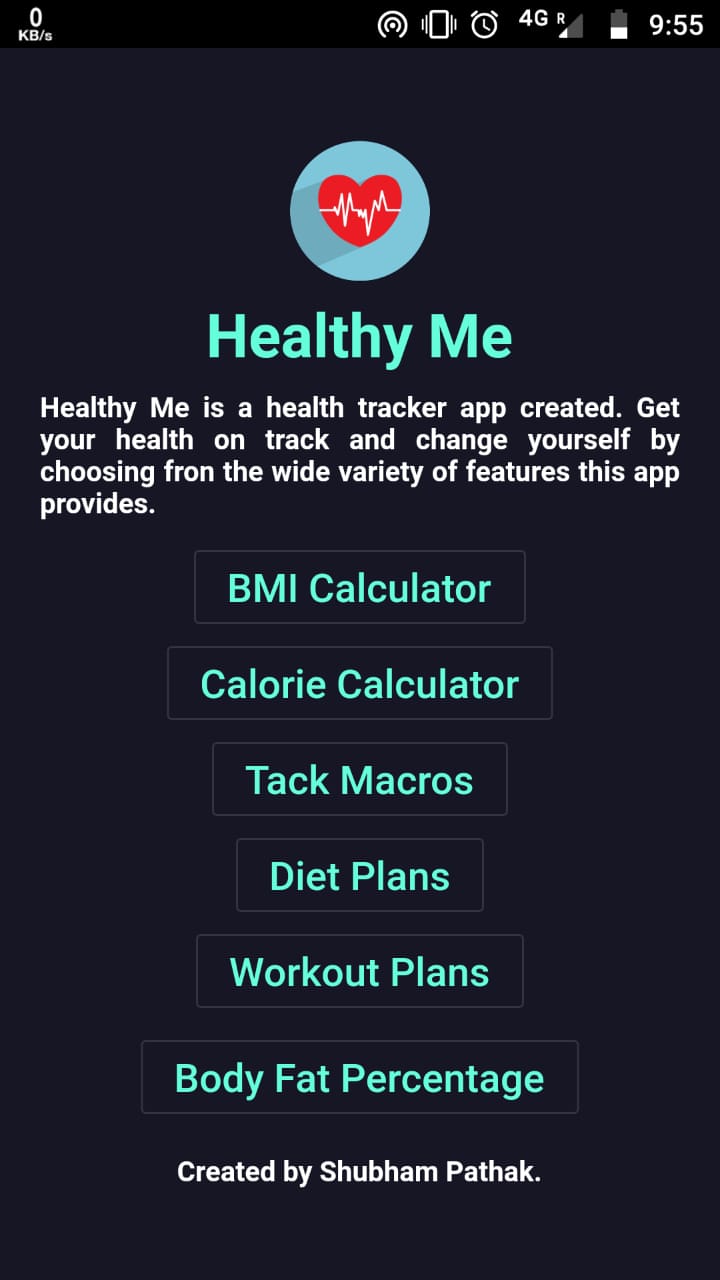 0
KB/s
4G R
9:55
Healthy Me
Healthy Me is a health tracker app created. Get
your health on track and change yourself by
choosing fron the wide variety of features this app
provides.
BMI Calculator
Calorie Calculator
Tack Macros
Diet Plans
Workout Plans
Body Fat Percentage
Created by Shubham Pathak.